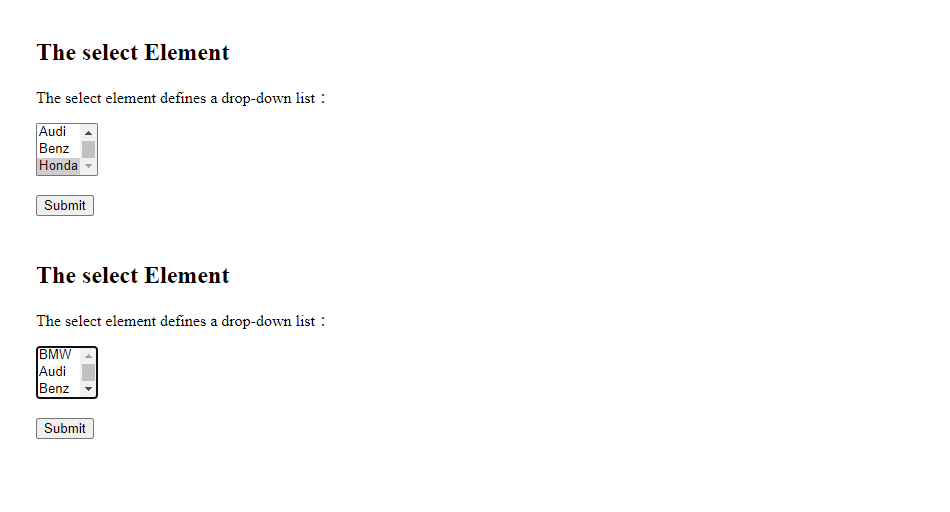 The select Element
The select element defines a drop-down list：
Audi
Benz
Honda
Submit
The select Element
The select element defines a drop-down list：
BMW
Audi
Benz
Submit